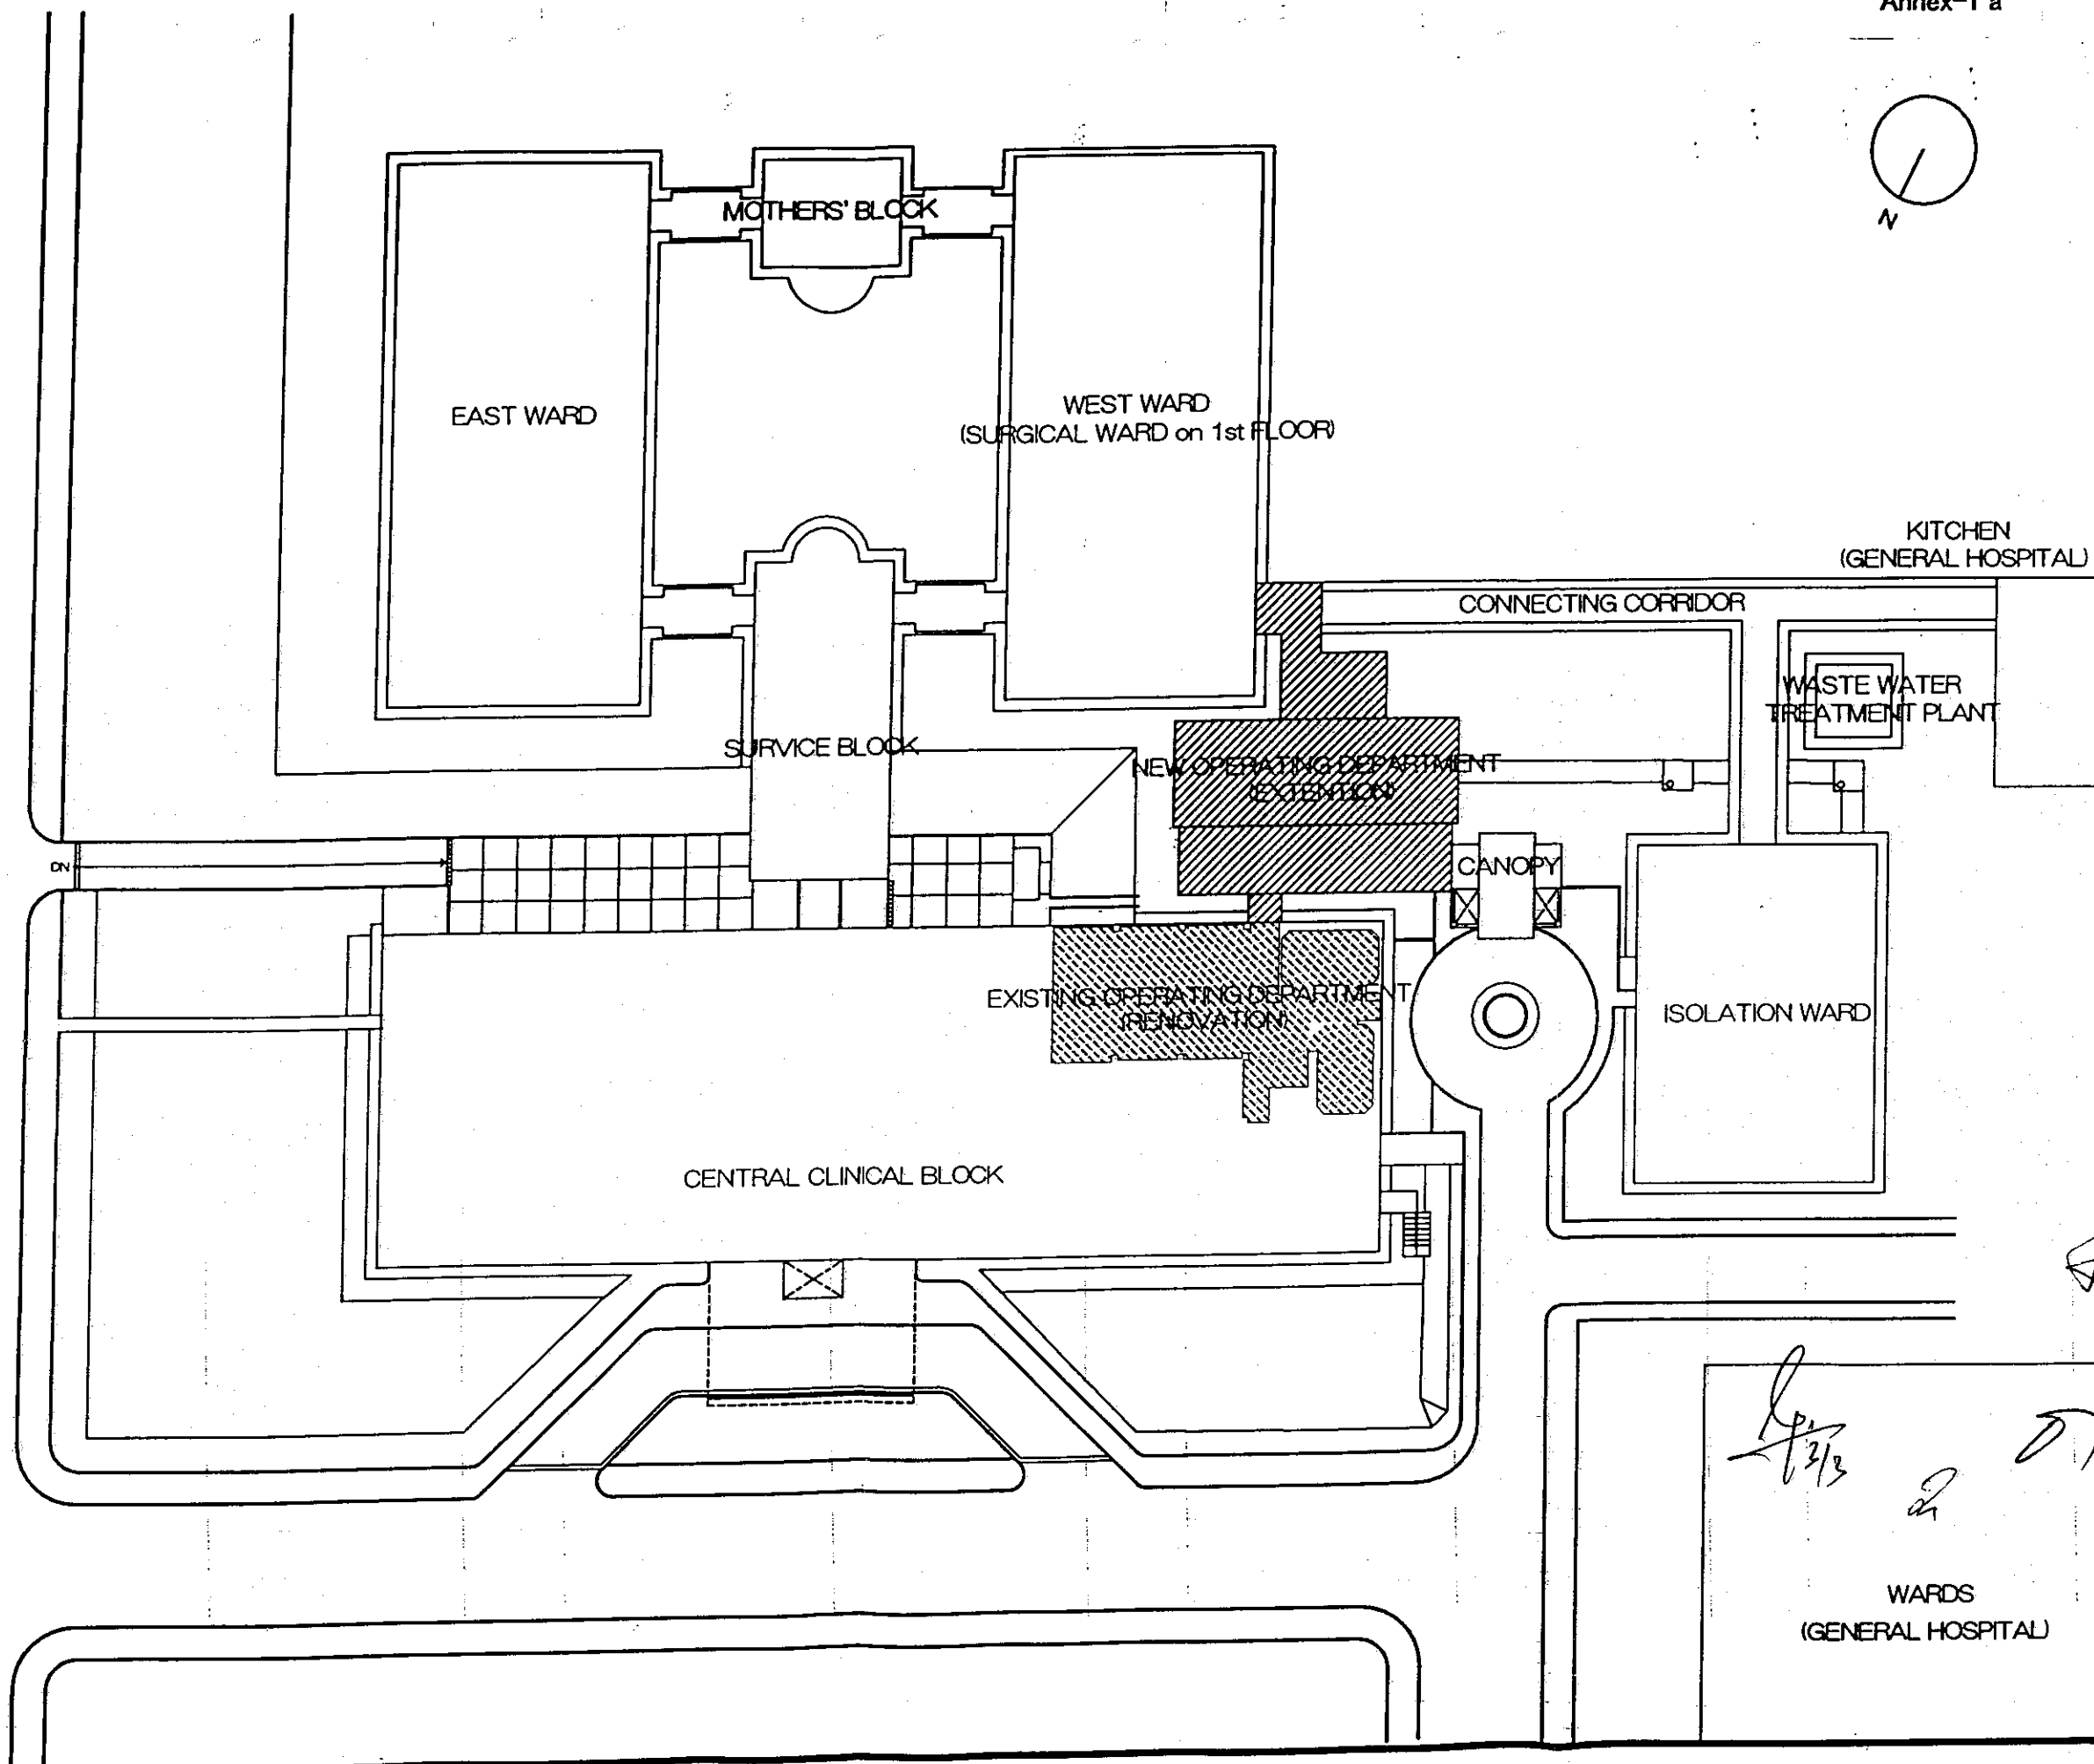 Annex-1 a
N
MOTHERS' BLOCK
EAST WARD
WEST WARD
(SURGICAL WARD on 1st FLOOR)
KITCHEN
(GENERAL HOSPITAL)
CONNECTING CORRIDOR
WASTE WATER
TREATMENT PLANT
SURVICE BLOCK
NEW OPERATING DEPARTMENT
(EXTENTION)
DN
CANOPY
EXISTING OPERATING DEPARTMENT
(RENOVATION)
ISOLATION WARD
CENTRAL CLINICAL BLOCK
WARDS
(GENERAL HOSPITAL)